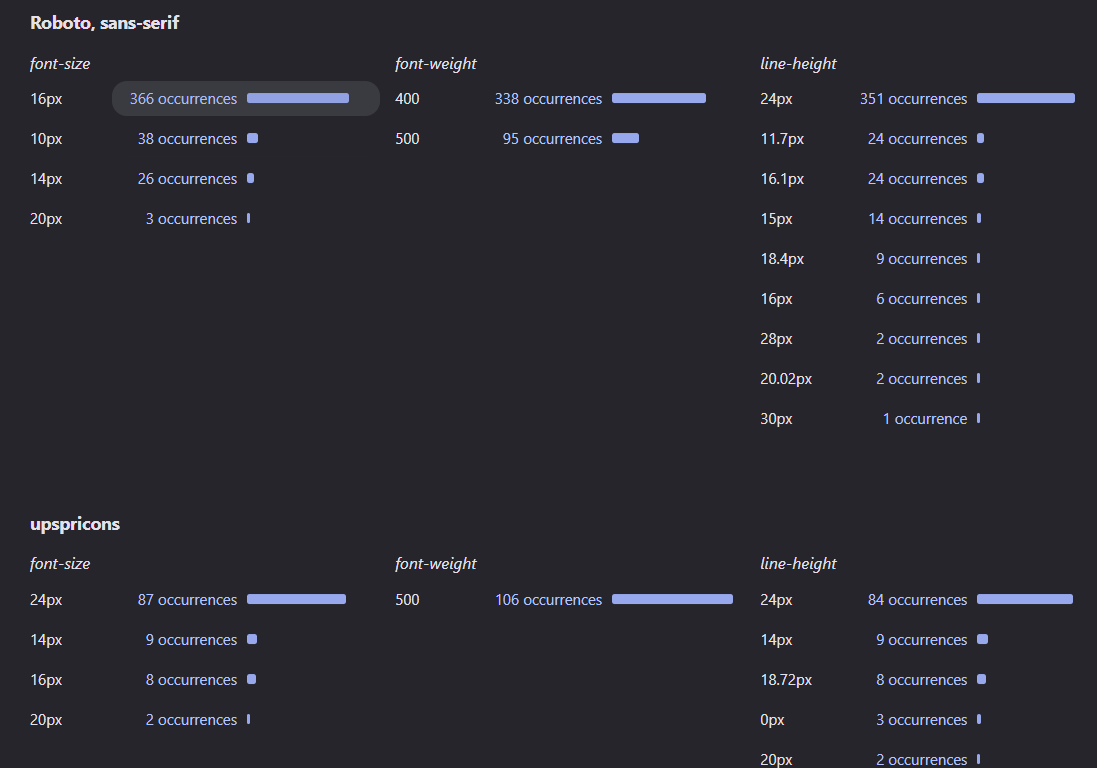 Roboto, sans-serif
font-size font-weight line-height
16px 366 occurrences 400 338 occurrences 24px 351 occurrences
10px 38 occurrences 500 95 occurrences 11.7px 24 occurrences
14px 26 occurrences 16.1px 24 occurrences
20px 3 occurrences 15px 14 occurrences
18.4px 9 occurrences
16px 6 occurrences
28px 2 occurrences
20.02px 2 occurrences
30px 1 occurrence
upspricons
font-size font-weight line-height
24px 87 occurrences 500 106 occurrences 24px 84 occurrences
14px 9 occurrences 14px 9 occurrences
16px 8 occurrences 18.72px 8 occurrences
20px 2 occurrences 0px 3 occurrences
20px 2 occurrences